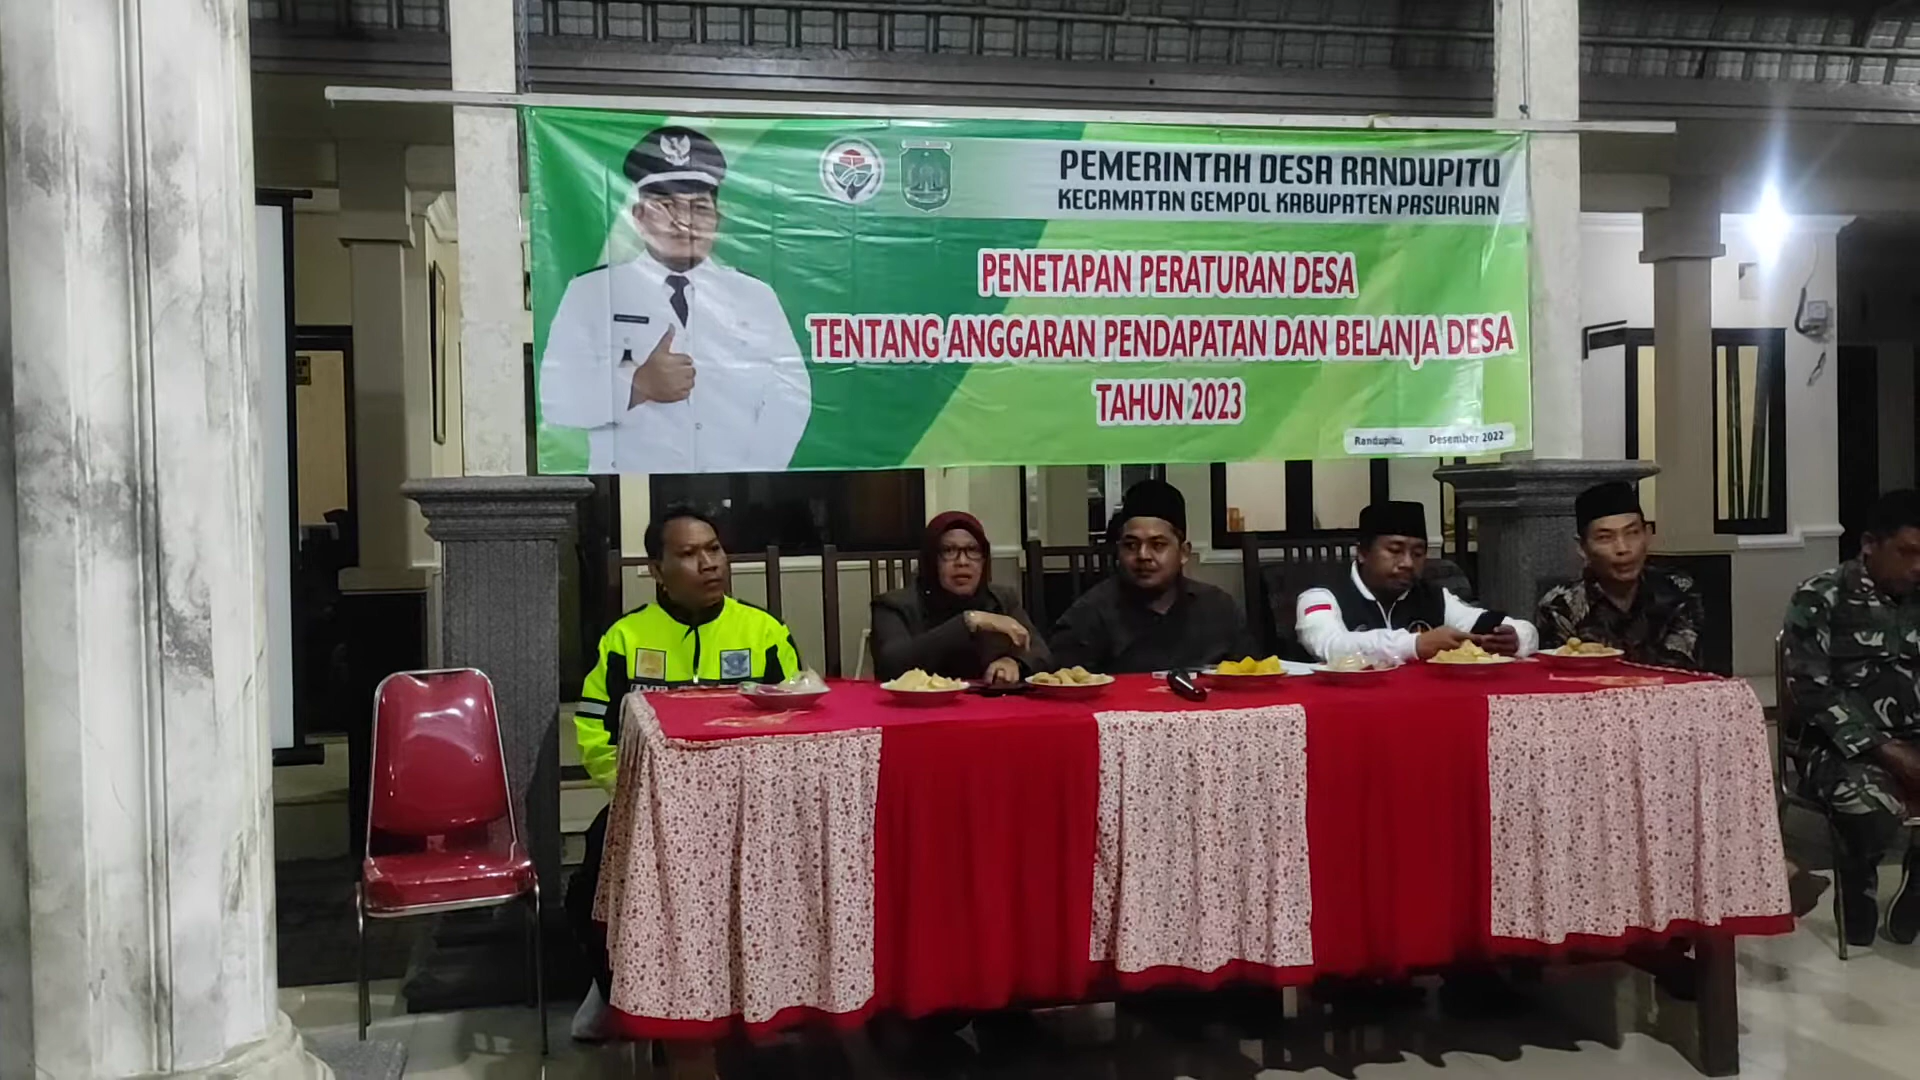 PEMERINTAH DESA RANDUPITU
KECAMATAN GEMPOL KABUPATEN PASURUAN
PENETAPAN PERATURAN DESA
TENTANG ANGGARAN PENDAPATAN DAN BELANJA DESA
TAHUN 2023
Randupitu, Desember 2022